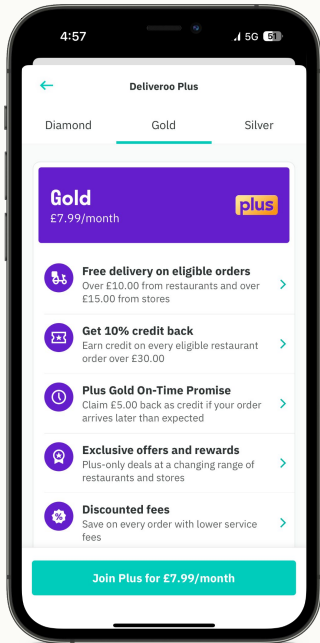 4:57
5G 51
Deliveroo Plus
Diamond
Gold
Silver
Gold
£7.99/month
plus
Free delivery on eligible orders
Over £10.00 from restaurants and over
£15.00 from stores
Get 10% credit back
Earn credit on every eligible restaurant
order over £30.00
Plus Gold On-Time Promise
Claim £5.00 back as credit if your order
arrives later than expected
Exclusive offers and rewards
Plus-only deals at a changing range of
restaurants and stores
Discounted fees
Save on every order with lower service
fees
Join Plus for £7.99/month